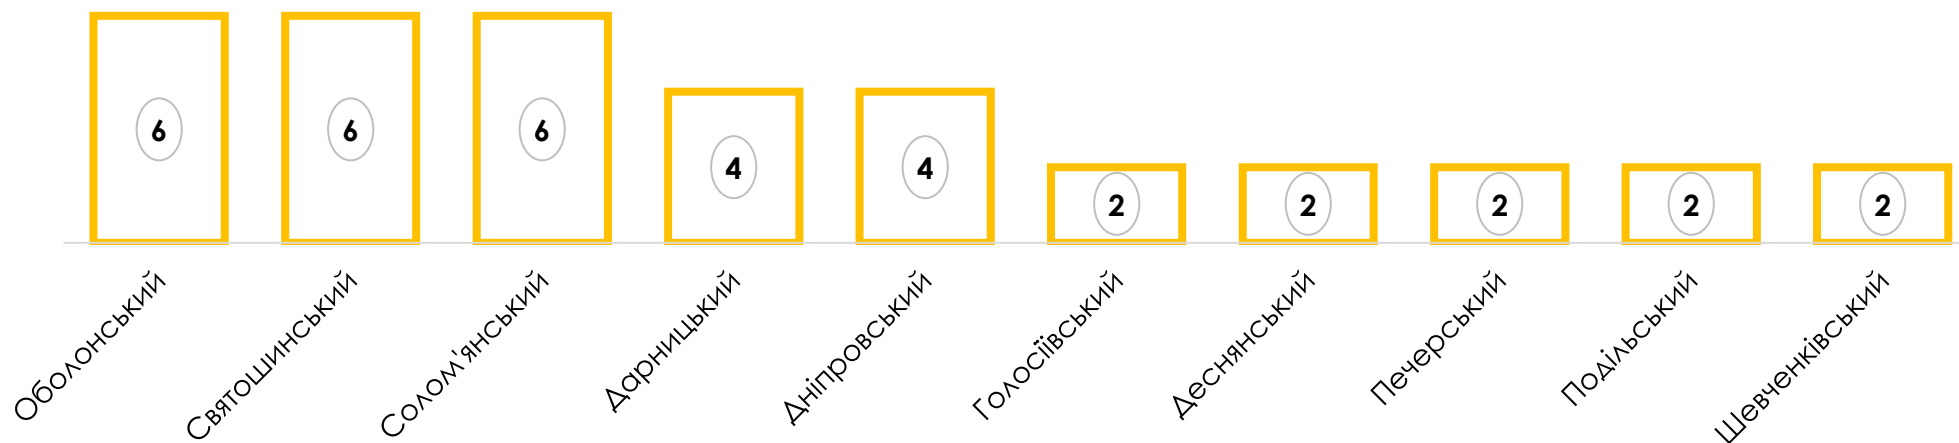 6
6
6
4
4
2
2
2
2
2
Оболонський
Святошинський
Солом'янський
Дарницький
Дніпровський
Голосіївський
Деснянський
Печерський
Подільський
Шевченківський